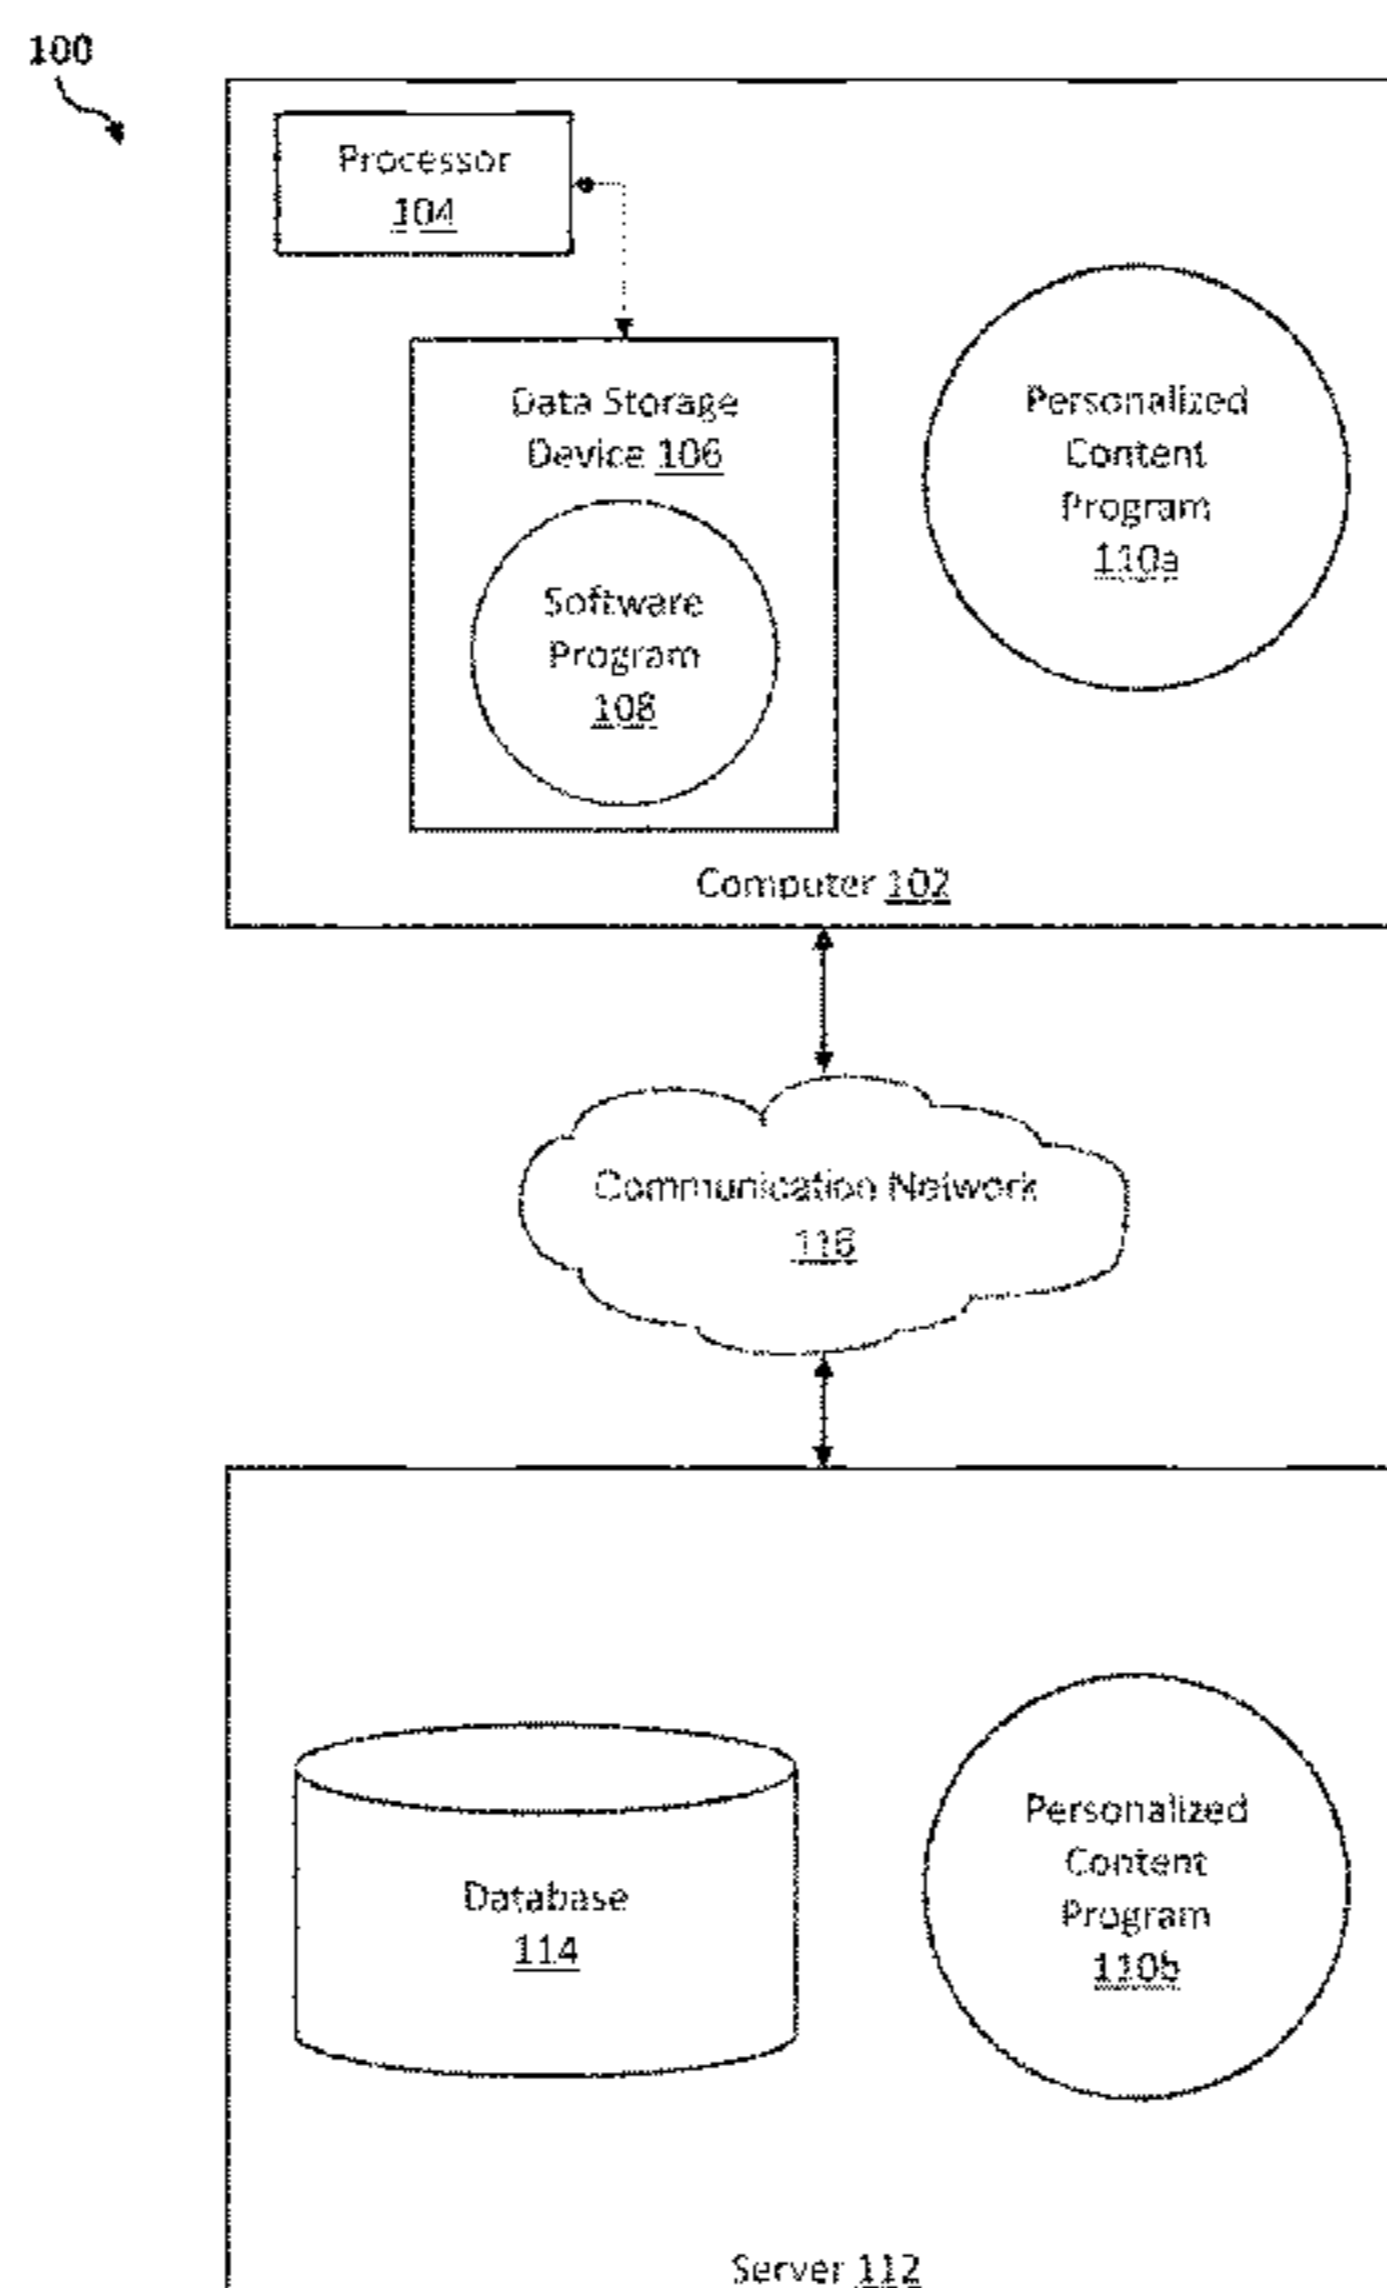 100
Processor
104
Data Storage
Device 106
Software
Program
108
Personalized
Content
Program
110a
Computer 102
Communication Network
116
Database
114
Personalized
Content
Program
110b
Server 112